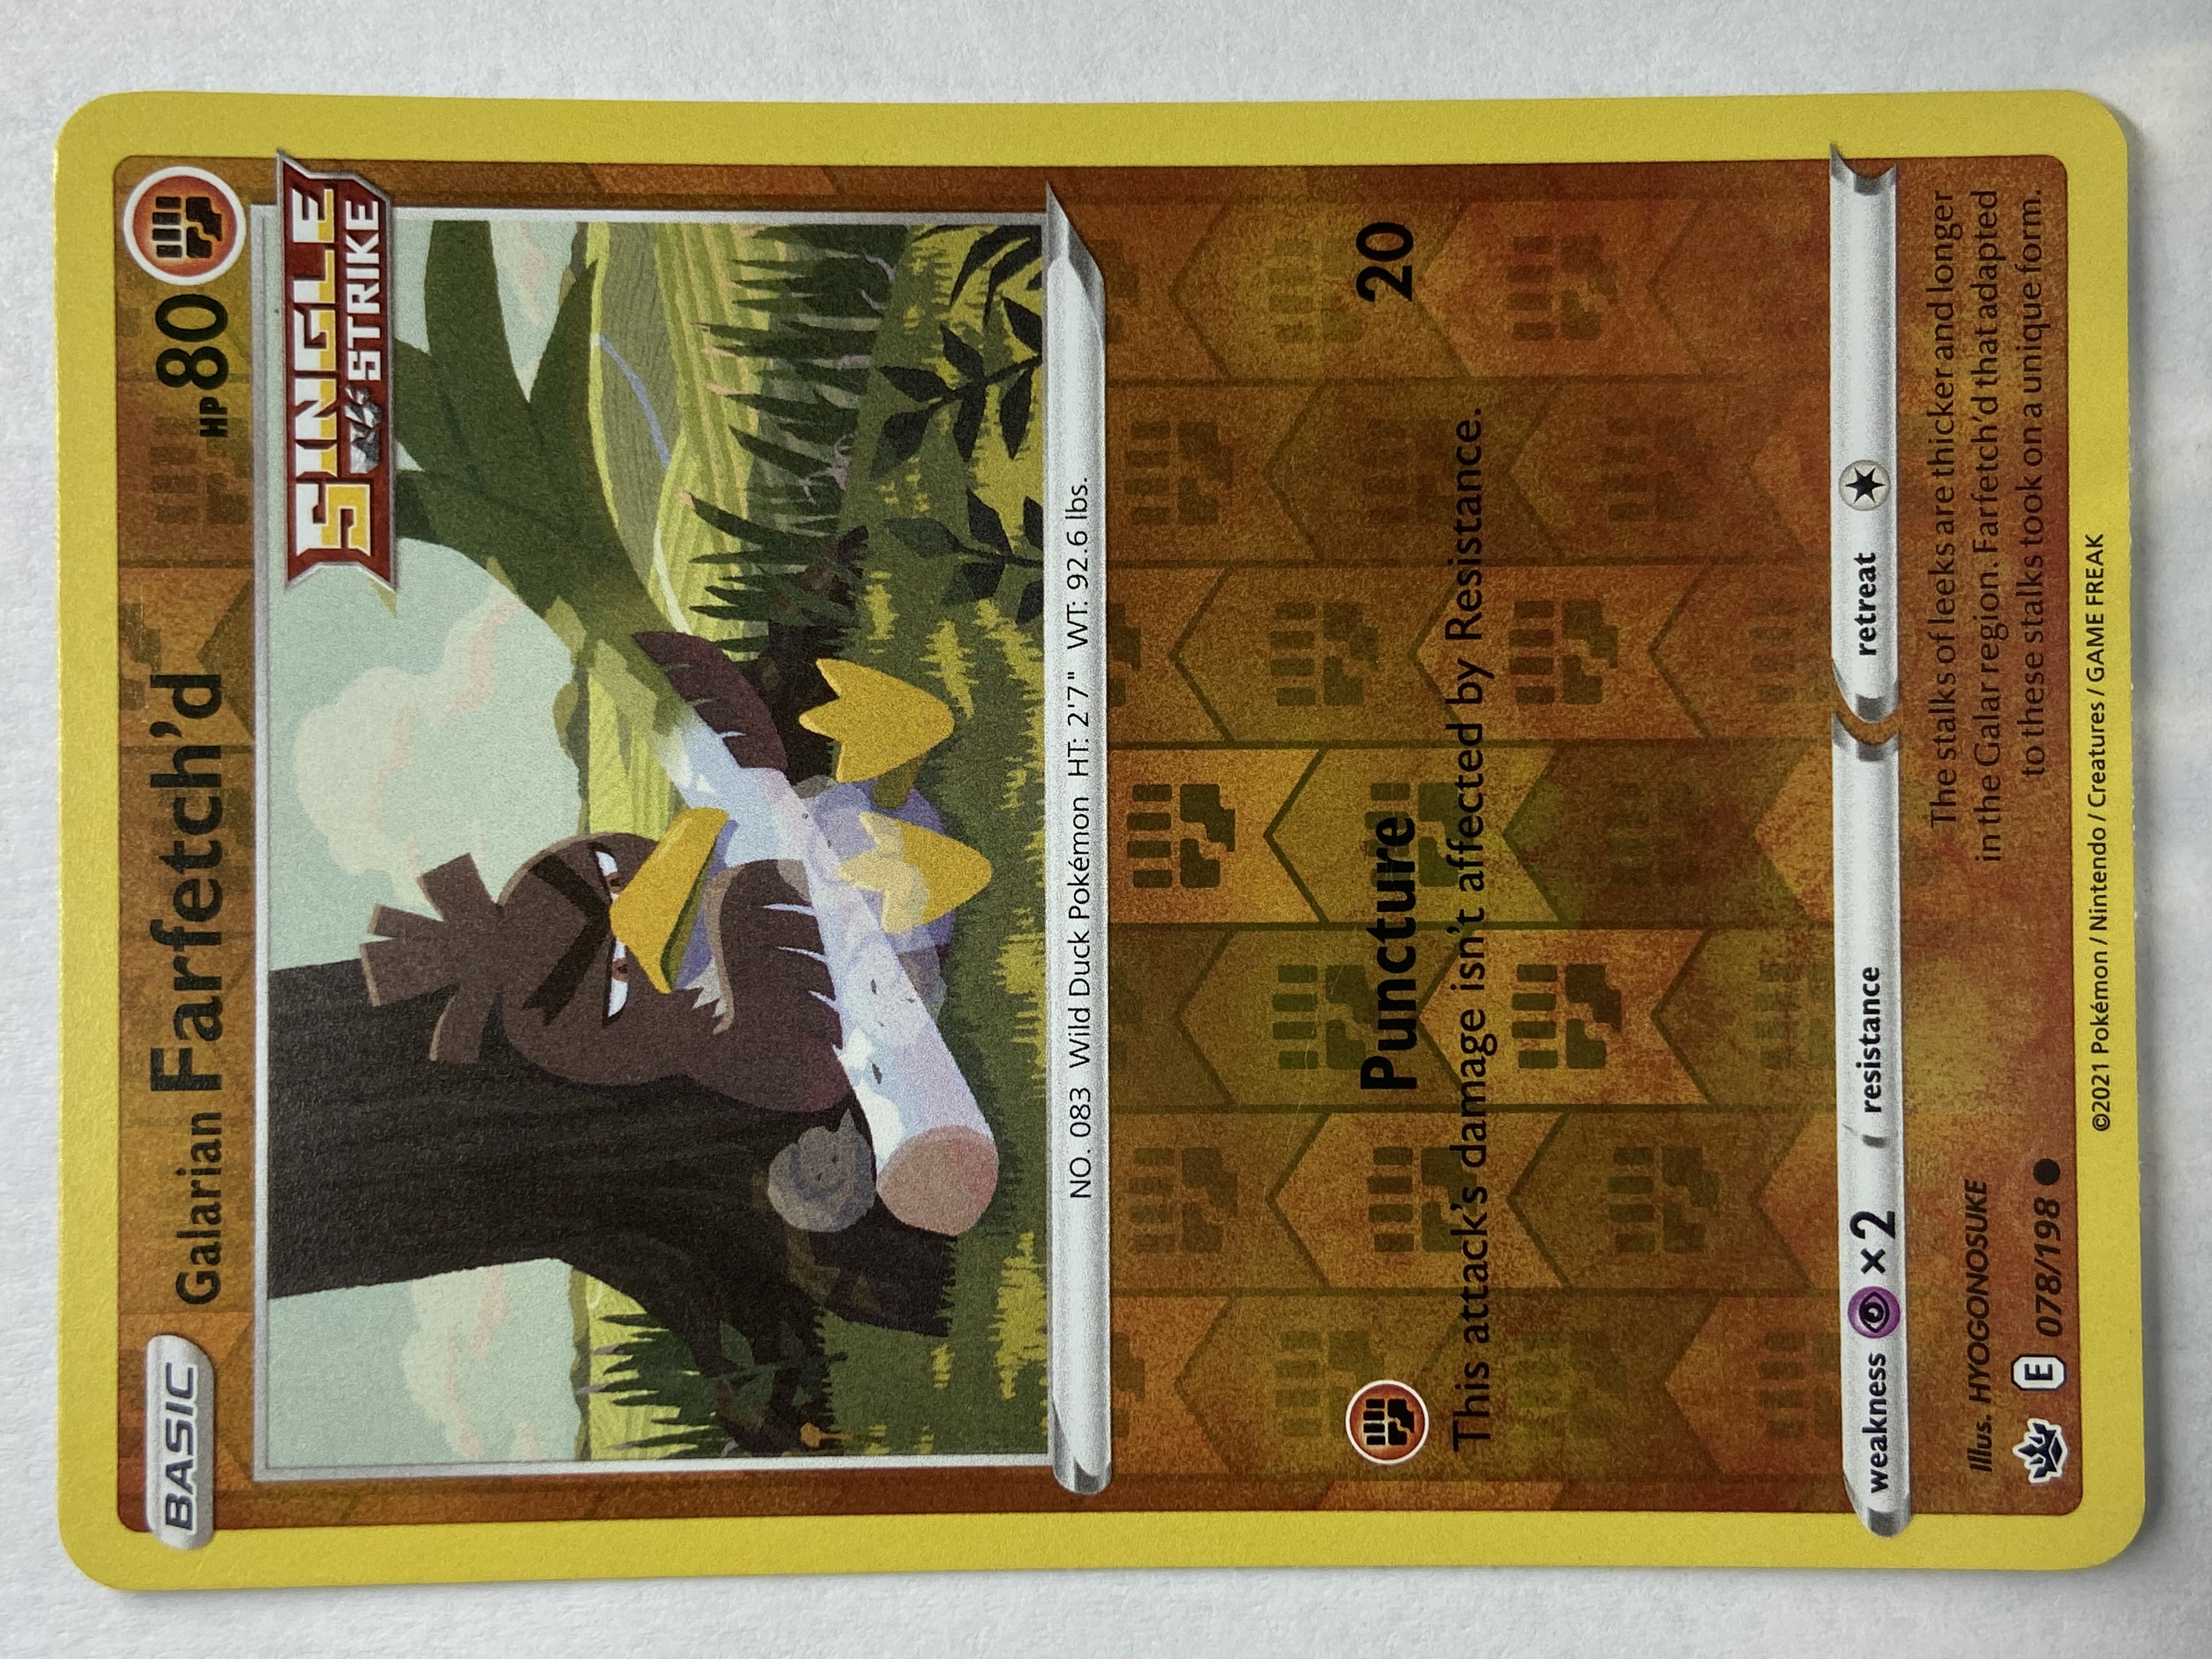 BASIC Galarian Farfetch'd HP 80
SINGLE
STRIKE
NO. 083 Wild Duck Pokémon HT: 2'7" WT: 92.6 lbs.
Puncture 20
This attack's damage isn't affected by Resistance.
weakness ×2 resistance retreat
Illus. HYOGONOSUKE
The stalks of leeks are thicker and longer
in the Galar region. Farfetch'd that adapted
to these stalks took on a unique form.
E 078/198
©2021 Pokémon / Nintendo / Creatures / GAME FREAK